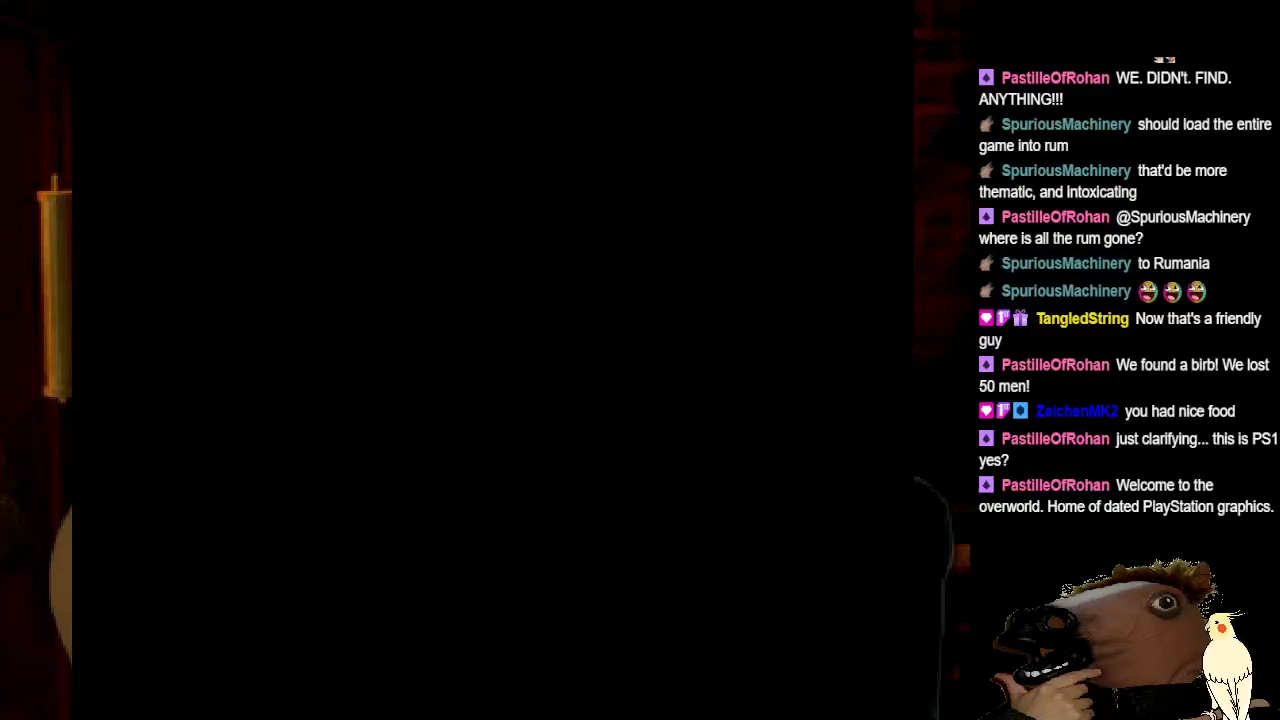 PastilleOfRohan WE. DIDN't. FIND.
ANYTHING!!!
SpuriousMachinery should load the entire
game into rum
SpuriousMachinery that'd be more
thematic, and intoxicating
PastilleOfRohan @SpuriousMachinery
where is all the rum gone?
SpuriousMachinery to Rumania
SpuriousMachinery
TangledString Now that's a friendly
guy
PastilleOfRohan We found a birb! We lost
50 men!
ZeichenMK2 you had nice food
PastilleOfRohan just clarifying... this is PS1
yes?
PastilleOfRohan Welcome to the
overworld. Home of dated PlayStation graphics.